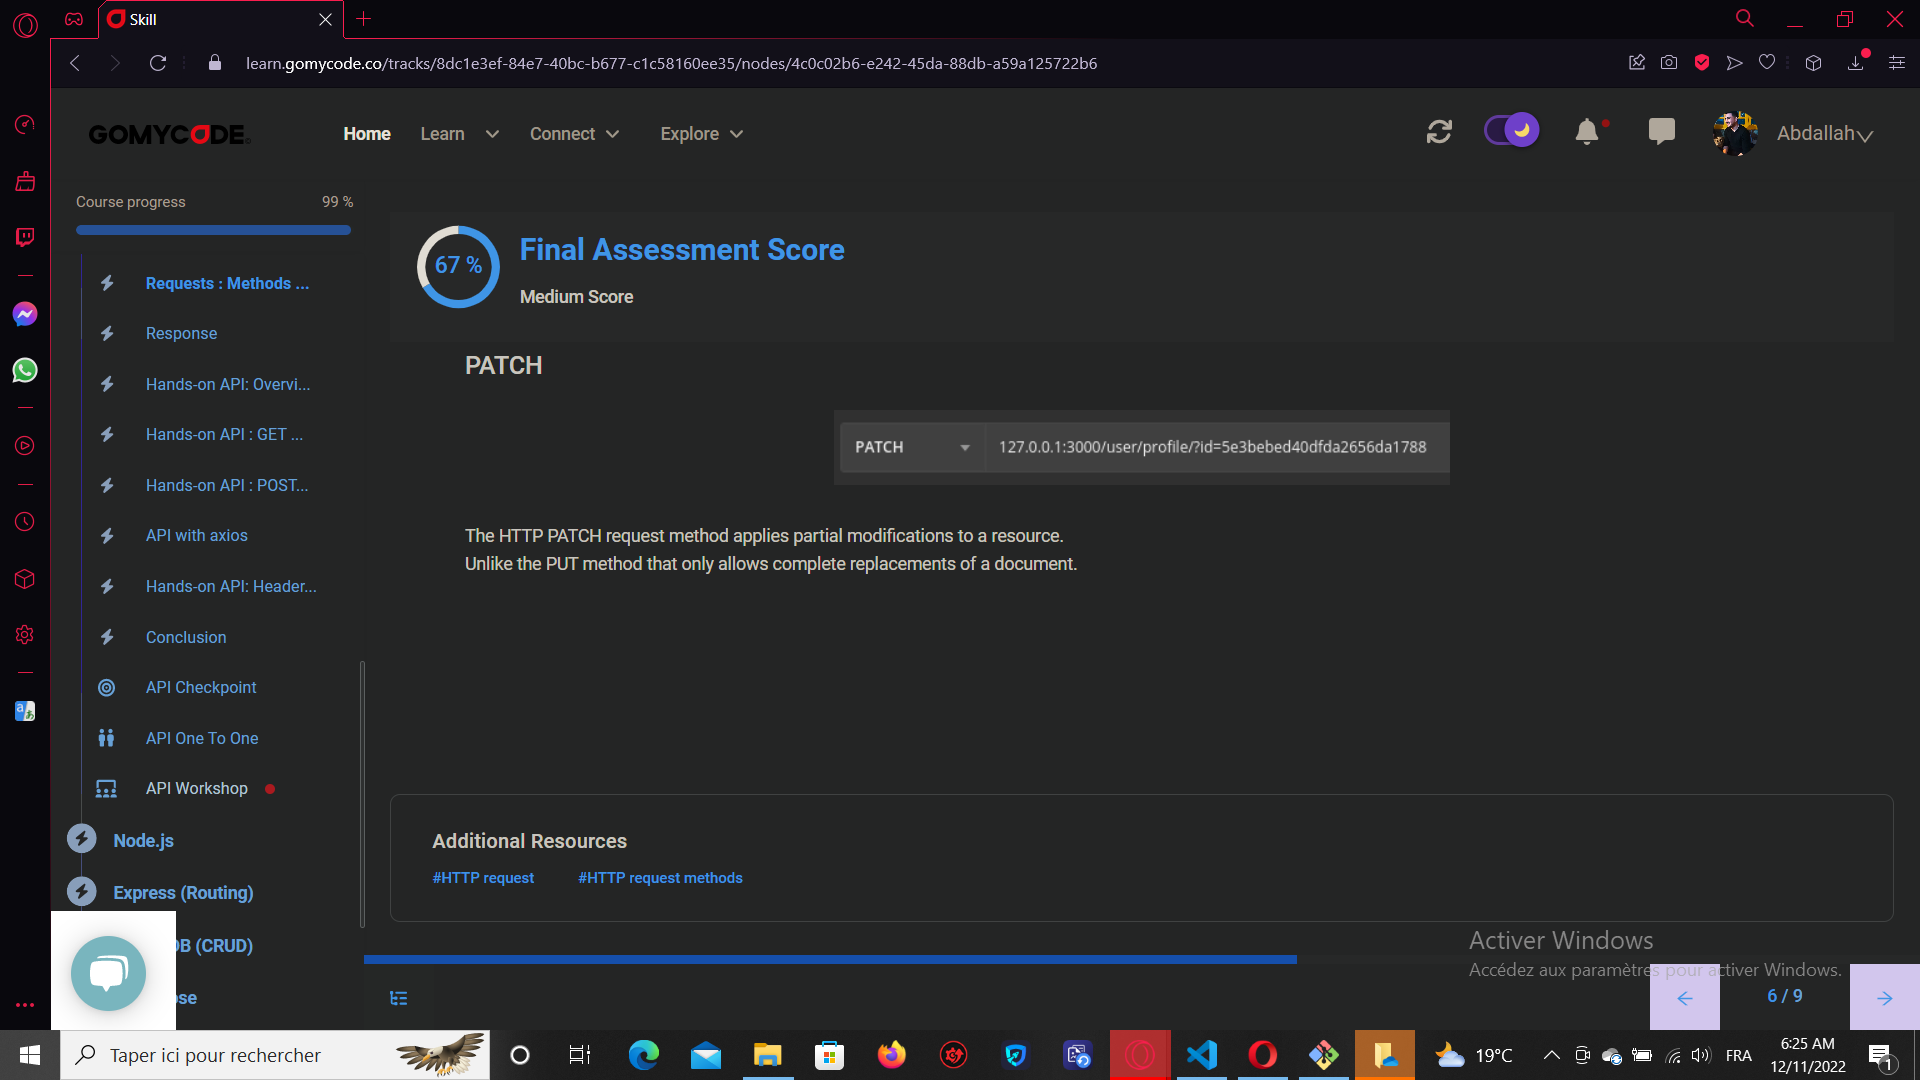 Skill
learn.gomycode.co/tracks/8dc1e3ef-84e7-40bc-b677-c1c58160ee35/nodes/4c0c02b6-e242-45da-88db-a59a125722b6
GOMYCODE
Home
Learn
Connect
Explore
Abdallah
Course progress
99 %
Requests : Methods ...
Response
Hands-on API: Overvi...
Hands-on API : GET ...
Hands-on API : POST...
API with axios
Hands-on API: Header...
Conclusion
API Checkpoint
API One To One
API Workshop
Node.js
Express (Routing)
DB (CRUD)
ose
67 %
Final Assessment Score
Medium Score
PATCH
PATCH
127.0.0.1:3000/user/profile/?id=5e3bebed40dfda2656da1788
The HTTP PATCH request method applies partial modifications to a resource.
Unlike the PUT method that only allows complete replacements of a document.
Additional Resources
#HTTP request
#HTTP request methods
Activer Windows
Accédez aux paramètres pour activer Windows.
6 / 9
Taper ici pour rechercher
19°C
FRA
6:25 AM
12/11/2022
1